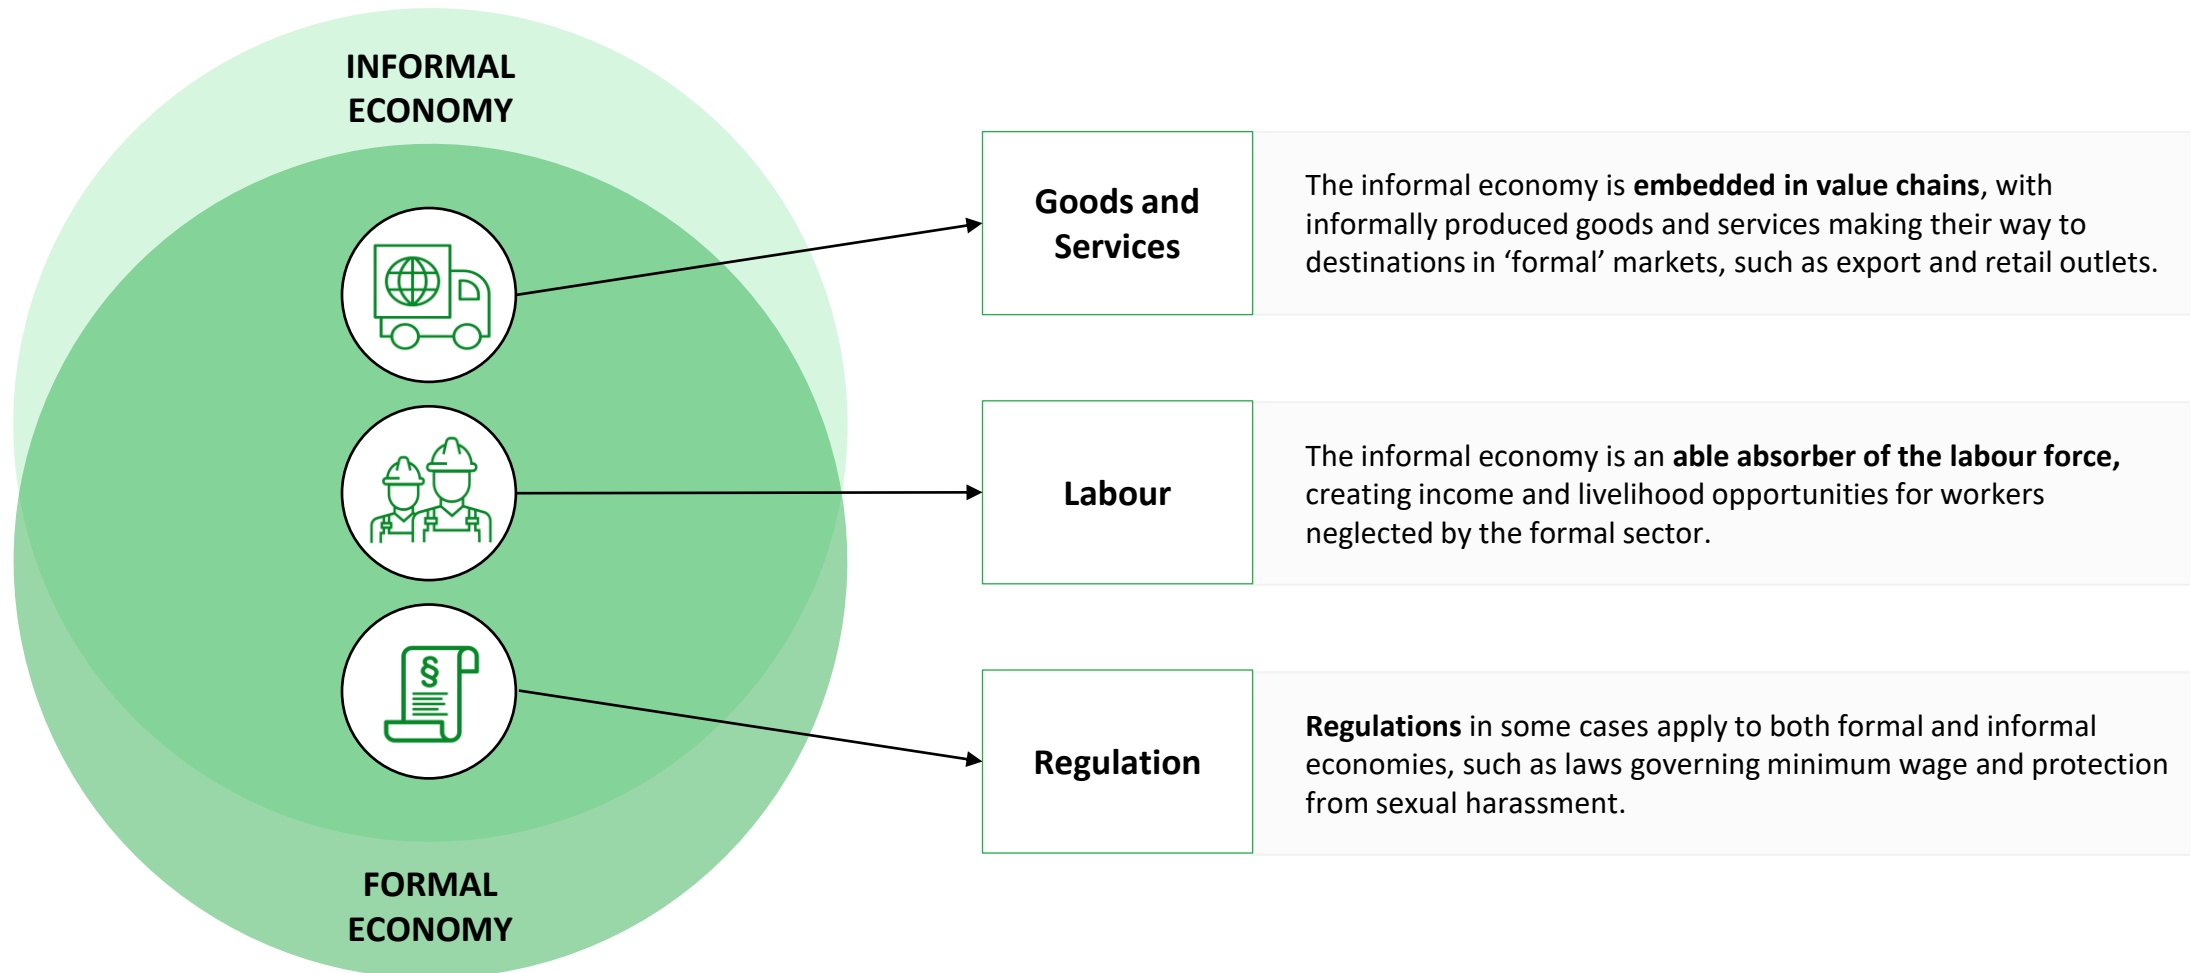 INFORMAL
ECONOMY
Goods and
Services
The informal economy is embedded in value chains, with
informally produced goods and services making their way to
destinations in ‘formal’ markets, such as export and retail outlets.
Labour
The informal economy is an able absorber of the labour force,
creating income and livelihood opportunities for workers
neglected by the formal sector.
§
Regulation
Regulations in some cases apply to both formal and informal
economies, such as laws governing minimum wage and protection
from sexual harassment.
FORMAL
ECONOMY